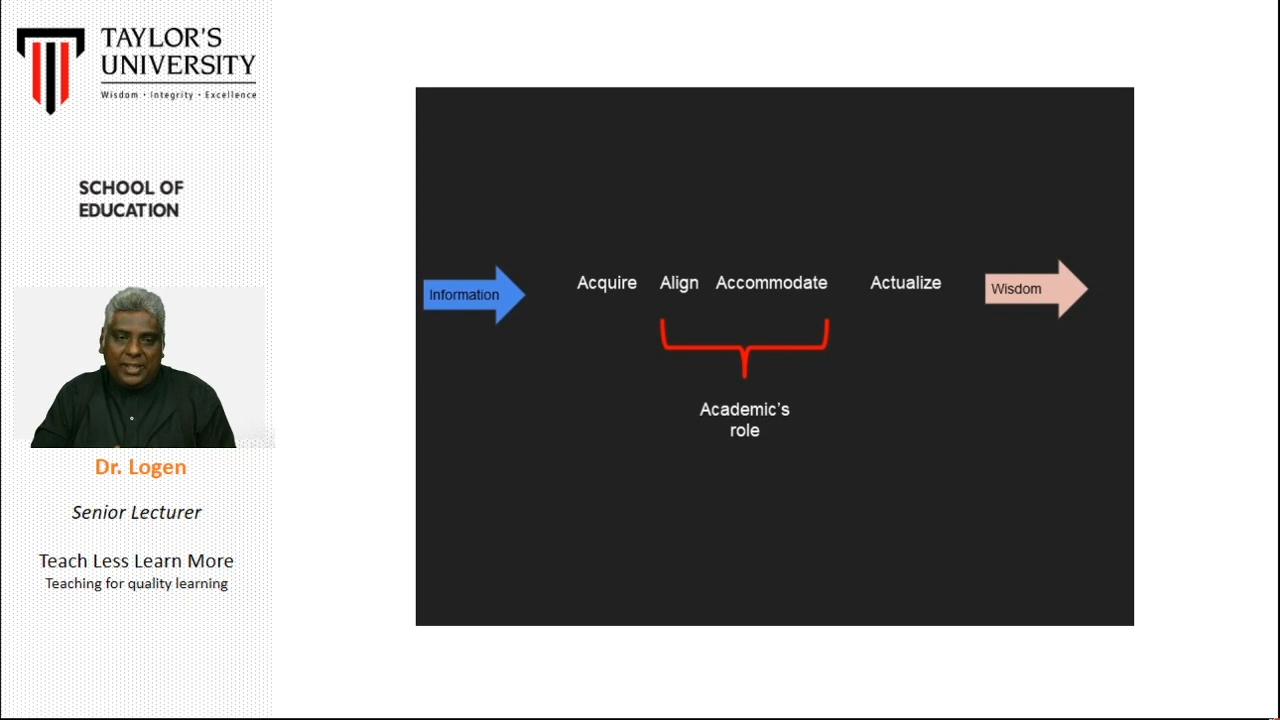 TAYLOR'S
UNIVERSITY
Wisdom · Integrity · Excellence
SCHOOL OF
EDUCATION
Dr. Logen
Senior Lecturer
Teach Less Learn More
Teaching for quality learning
Information
Acquire Align Accommodate Actualize
Wisdom
Academic's
role